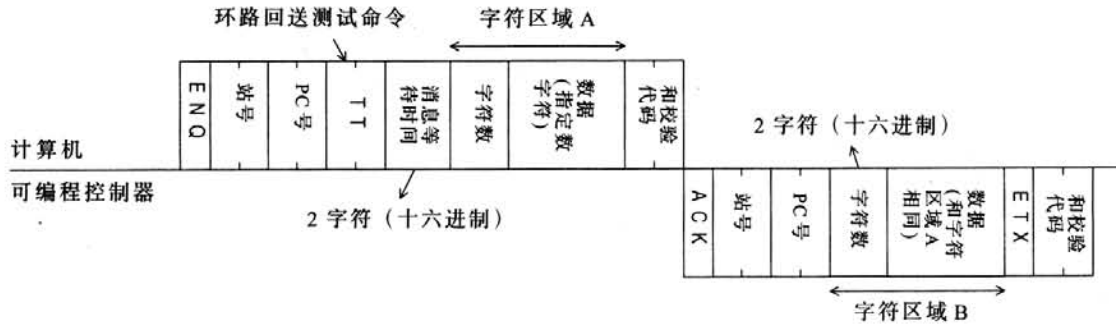 环路回送测试命令
字符区域 A
ENQ
站号
PC号
TT
消息等
待时间
字符数
数据
(指定数
字符)
和校验
代码
计算机
可编程控制器
2 字符（十六进制）
2 字符（十六进制）
ACK
站号
PC号
字符数
数据
(和字符
区域 A
相同)
ETX
和校验
代码
字符区域 B